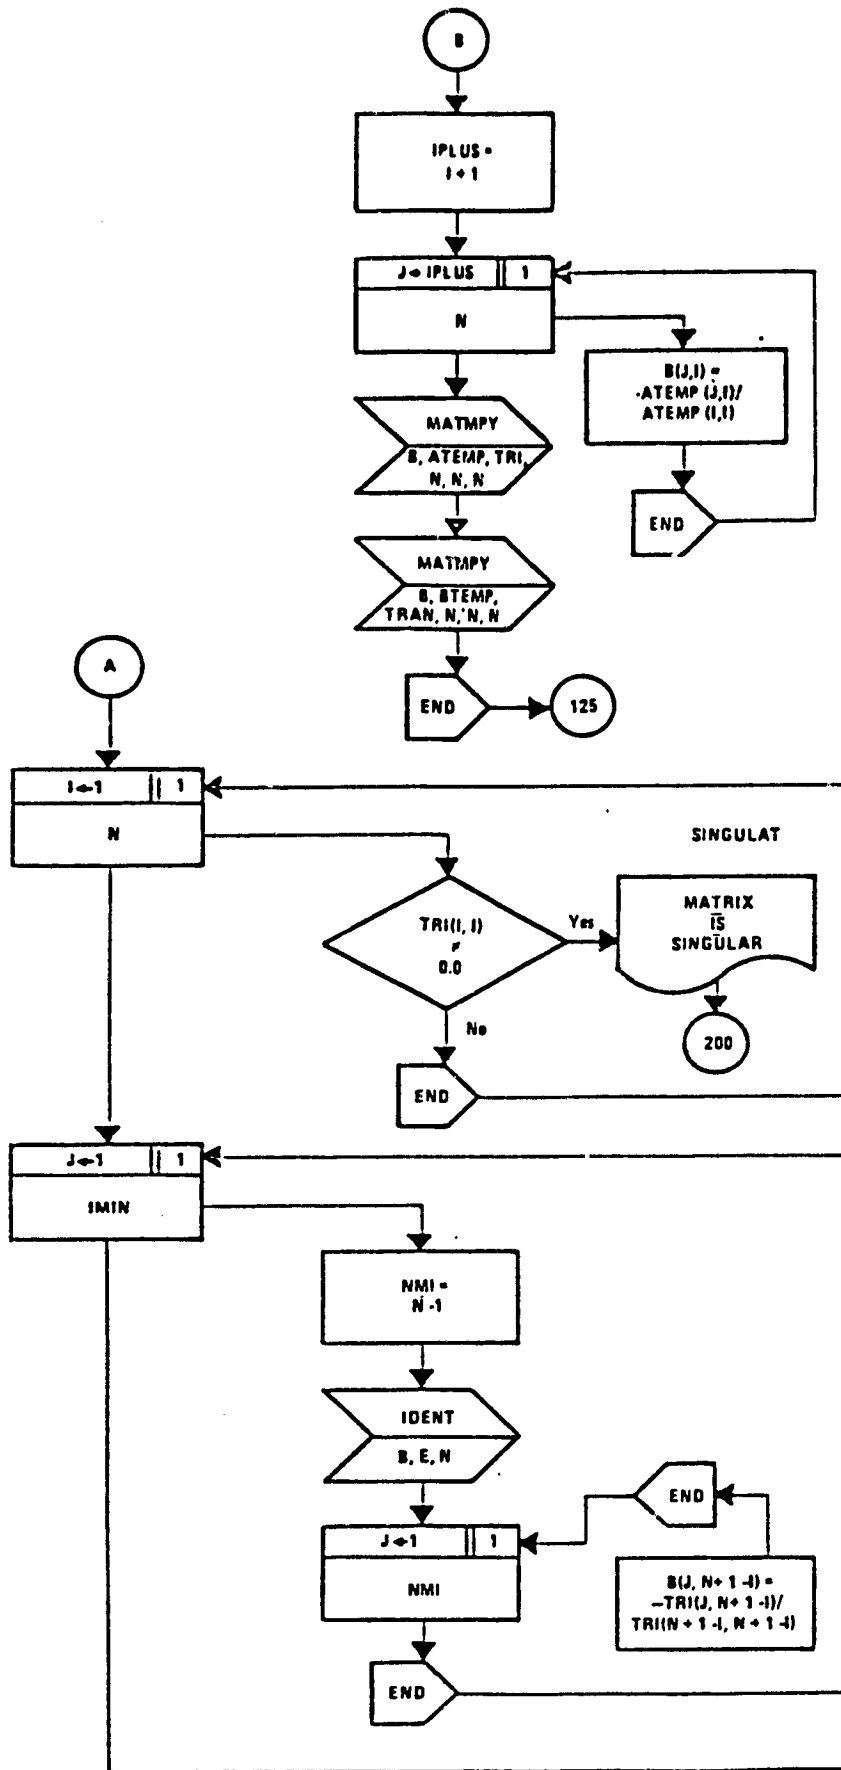 B
IPLUS =
I + 1
J ← IPLUS 1
N
B(J,I) =
-ATEMP (J,I)/
ATEMP (I,I)
MATMPY
B, ATEMP, TRI,
N, N, N
END
MATMPY
B, BTEMP,
TRAN, N, N, N
END
125
A
I ← 1 1
N
SINGULAT
TRI(I, I)
≠
0.0
Yes
MATRIX
IS
SINGULAR
No
200
END
J ← 1 1
IMIN
NMI =
N - 1
IDENT
B, E, N
END
J ← 1 1
NMI
B(J, N + 1 - I) =
-TRI(J, N + 1 - I)/
TRI(N + 1 - I, N + 1 - I)
END